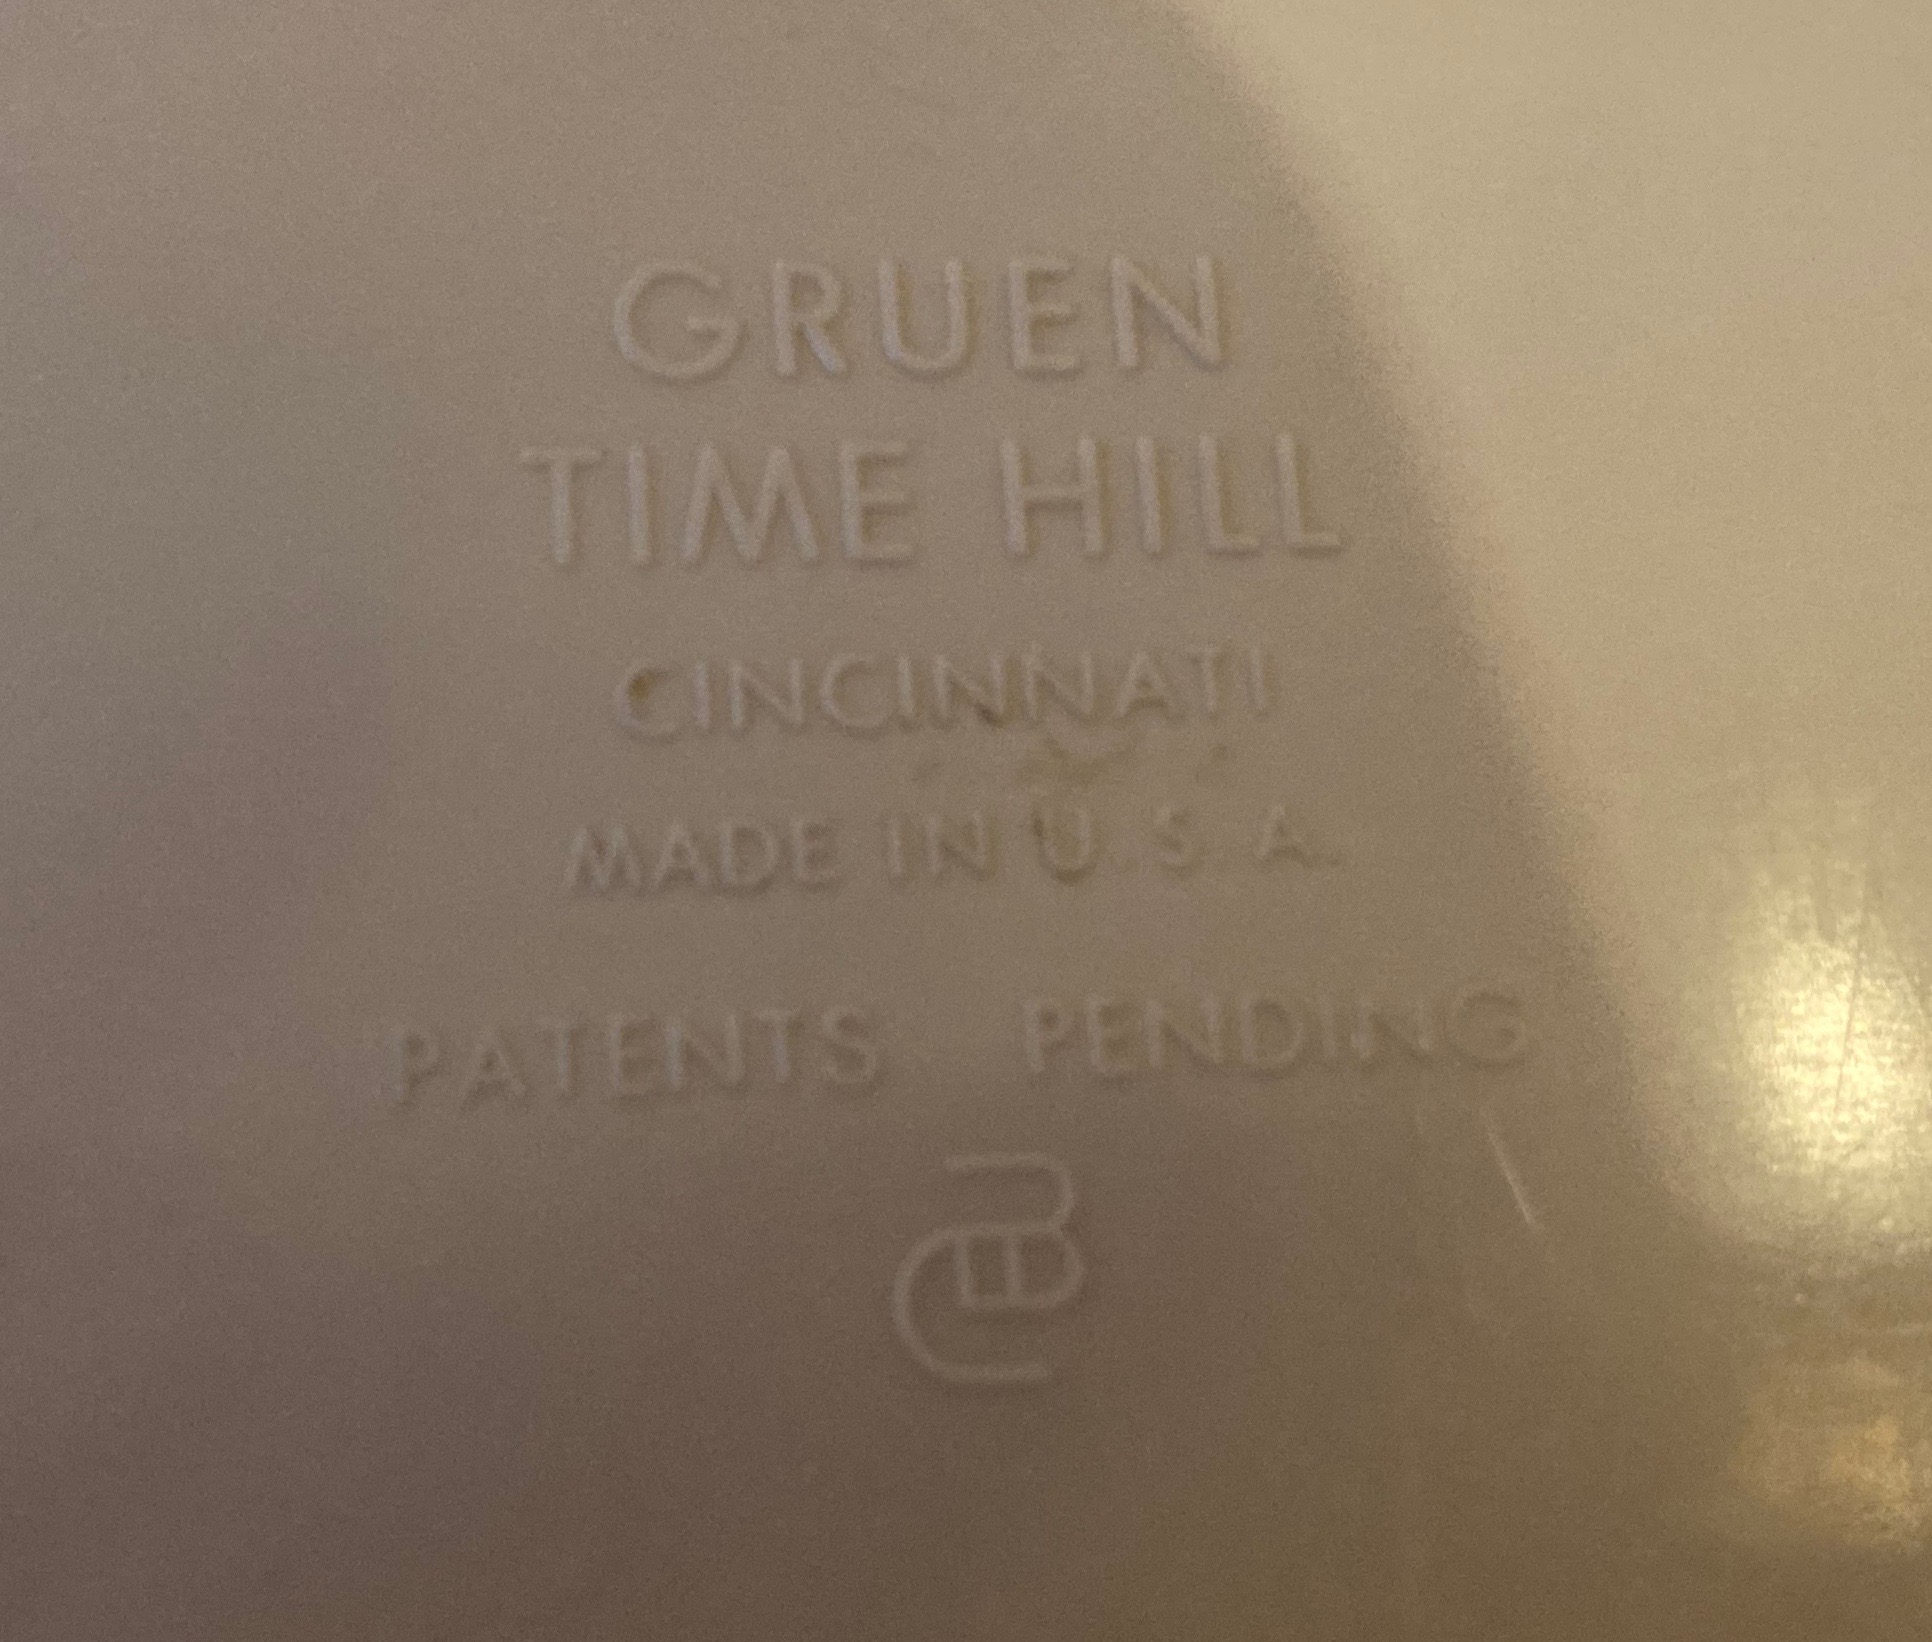 GRUEN
TIME HILL
CINCINNATI
MADE IN U.S.A.
PATENTS PENDING